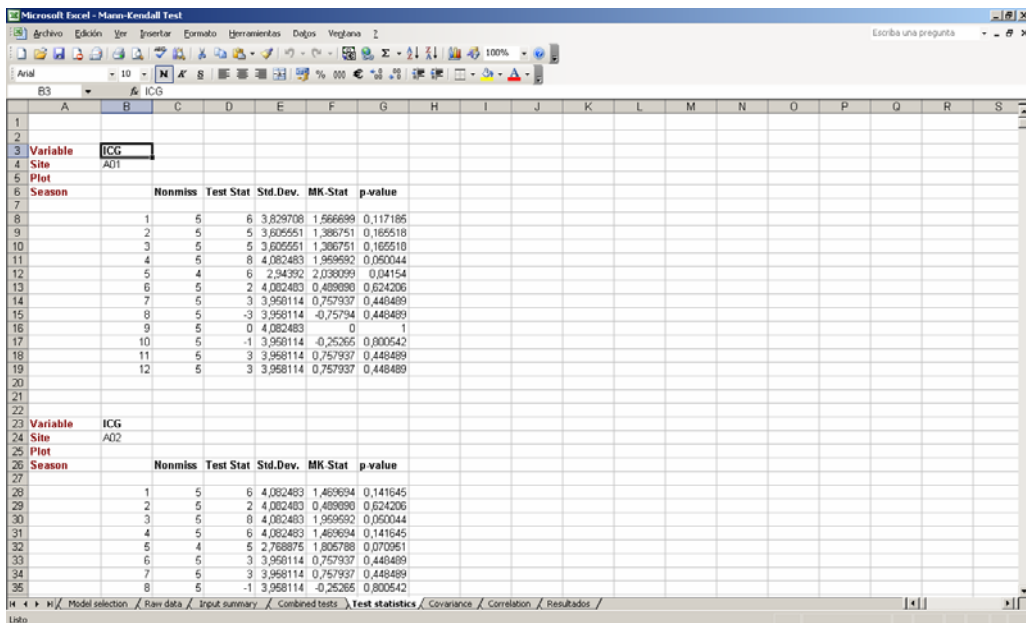 Microsoft Excel - Mann-Kendall Test
Archivo Edición Ver Insertar Formato Herramientas Datos Ventana ? Escriba una pregunta
Arial 10 N K S % 000 € 100%
B3 fx ICG
A B C D E F G H I J K L M N O P Q R S
1
2
3 Variable ICG
4 Site A01
5 Plot
6 Season Nonmiss Test Stat Std.Dev. MK-Stat p-value
7
8 1 5 6 3,829708 1,566699 0,117185
9 2 5 5 3,605551 1,386751 0,165518
10 3 5 5 3,605551 1,386751 0,165518
11 4 5 8 4,082483 1,959592 0,050044
12 5 4 6 2,94392 2,038099 0,04154
13 6 5 2 4,082483 0,489898 0,624206
14 7 5 3 3,958114 0,757937 0,448489
15 8 5 -3 3,958114 -0,75794 0,448489
16 9 5 0 4,082483 0 1
17 10 5 -1 3,958114 -0,25265 0,800542
18 11 5 3 3,958114 0,757937 0,448489
19 12 5 3 3,958114 0,757937 0,448489
20
21
22
23 Variable ICG
24 Site A02
25 Plot
26 Season Nonmiss Test Stat Std.Dev. MK-Stat p-value
27
28 1 5 6 4,082483 1,469694 0,141645
29 2 5 2 4,082483 0,489898 0,624206
30 3 5 8 4,082483 1,959592 0,050044
31 4 5 6 4,082483 1,469694 0,141645
32 5 4 5 2,768875 1,805788 0,070951
33 6 5 3 3,958114 0,757937 0,448489
34 7 5 3 3,958114 0,757937 0,448489
35 8 5 -1 3,958114 -0,25265 0,800542
Model selection / Raw data / Input summary / Combined tests / Test statistics / Covariance / Correlation / Resultados /
Listo